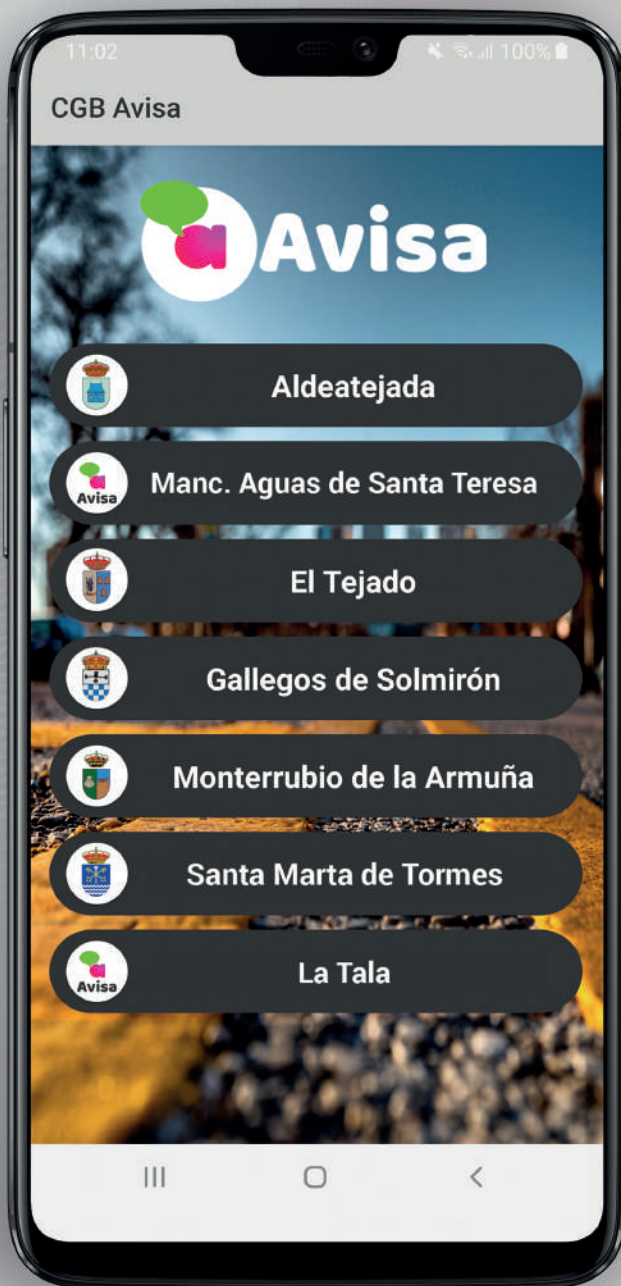 11:02 100%
CGB Avisa
a Avisa
Aldeatejada
Avisa Manc. Aguas de Santa Teresa
El Tejado
Gallegos de Solmirón
Monterrubio de la Armuña
Santa Marta de Tormes
Avisa La Tala